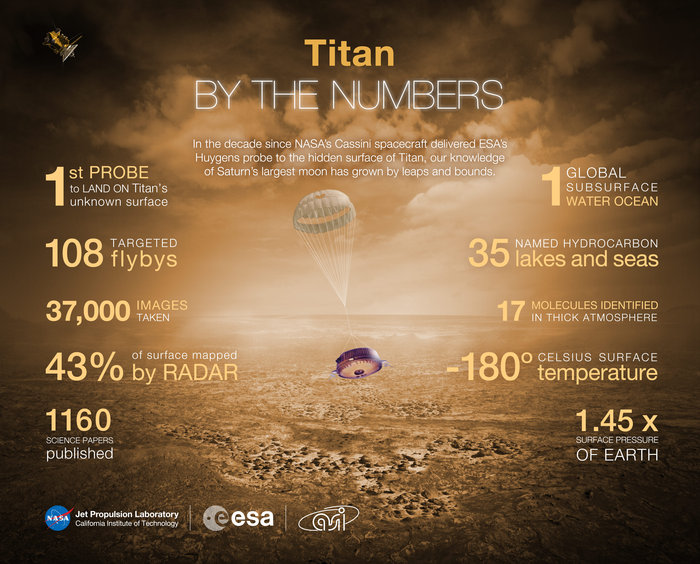 Titan
BY THE NUMBERS
In the decade since NASA's Cassini spacecraft delivered ESA's
Huygens probe to the hidden surface of Titan, our knowledge
of Saturn's largest moon has grown by leaps and bounds.
1st PROBE
to LAND ON Titan's
unknown surface
108 TARGETED
flybys
37,000 IMAGES
TAKEN
43% of surface mapped
by RADAR
1160
SCIENCE PAPERS
published
1 GLOBAL
SUBSURFACE
WATER OCEAN
35 NAMED HYDROCARBON
lakes and seas
17 MOLECULES IDENTIFIED
IN THICK ATMOSPHERE
-180° CELSIUS SURFACE
temperature
1.45 x
SURFACE PRESSURE
OF EARTH
NASA
Jet Propulsion Laboratory
California Institute of Technology
esa
asi